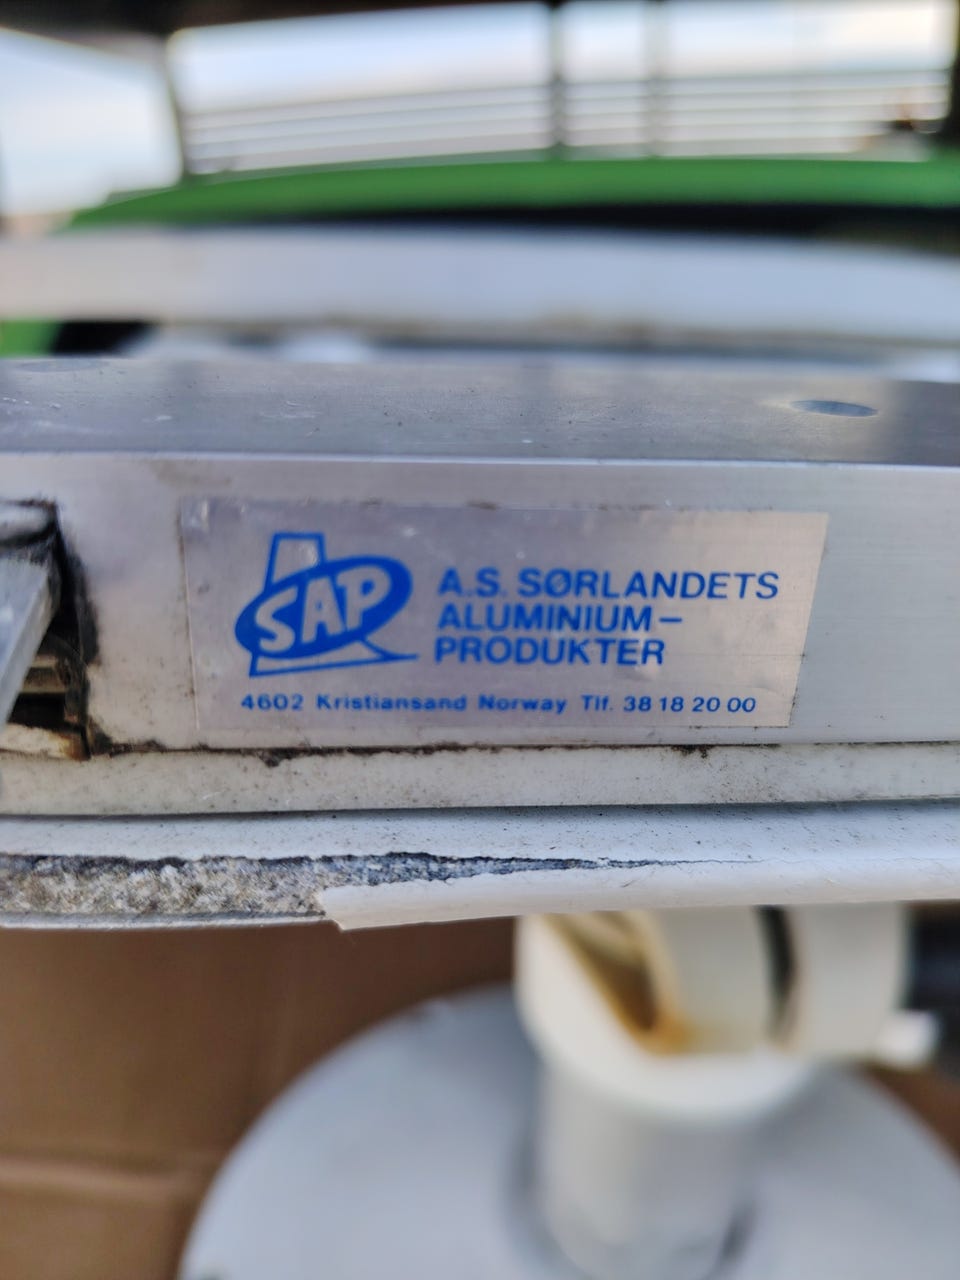 SAP
A.S. SØRLANDETS
ALUMINIUM–
PRODUKTER
4602 Kristiansand Norway Tlf. 38 18 20 00